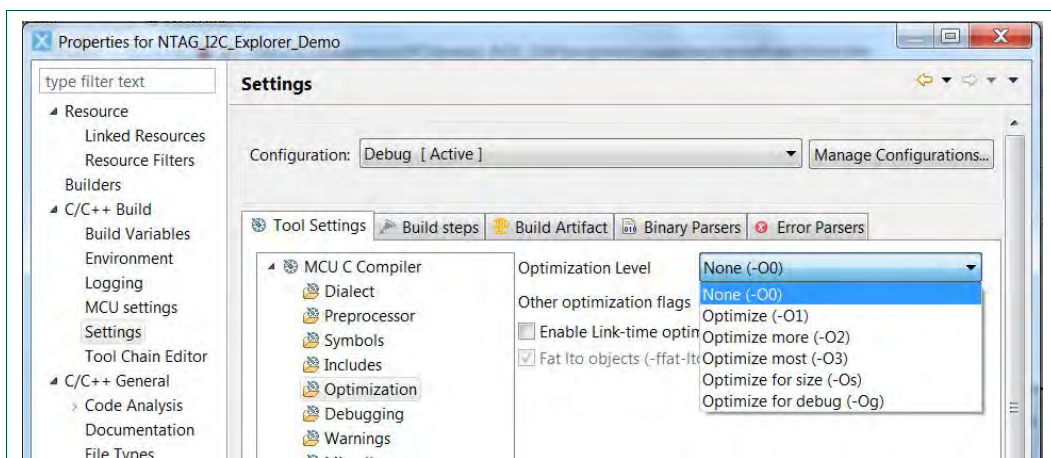 Properties for NTAG_I2C_Explorer_Demo
type filter text
Resource
Linked Resources
Resource Filters
Builders
C/C++ Build
Build Variables
Environment
Logging
MCU settings
Settings
Tool Chain Editor
C/C++ General
Code Analysis
Documentation
File Types
Settings
Configuration: Debug [ Active ] Manage Configurations...
Tool Settings Build steps Build Artifact Binary Parsers Error Parsers
MCU C Compiler
Dialect
Preprocessor
Symbols
Includes
Optimization
Debugging
Warnings
Optimization Level None (-O0)
Other optimization flags
Enable Link-time optim
Fat lto objects (-ffat-lt
None (-O0)
Optimize (-O1)
Optimize more (-O2)
Optimize most (-O3)
Optimize for size (-Os)
Optimize for debug (-Og)